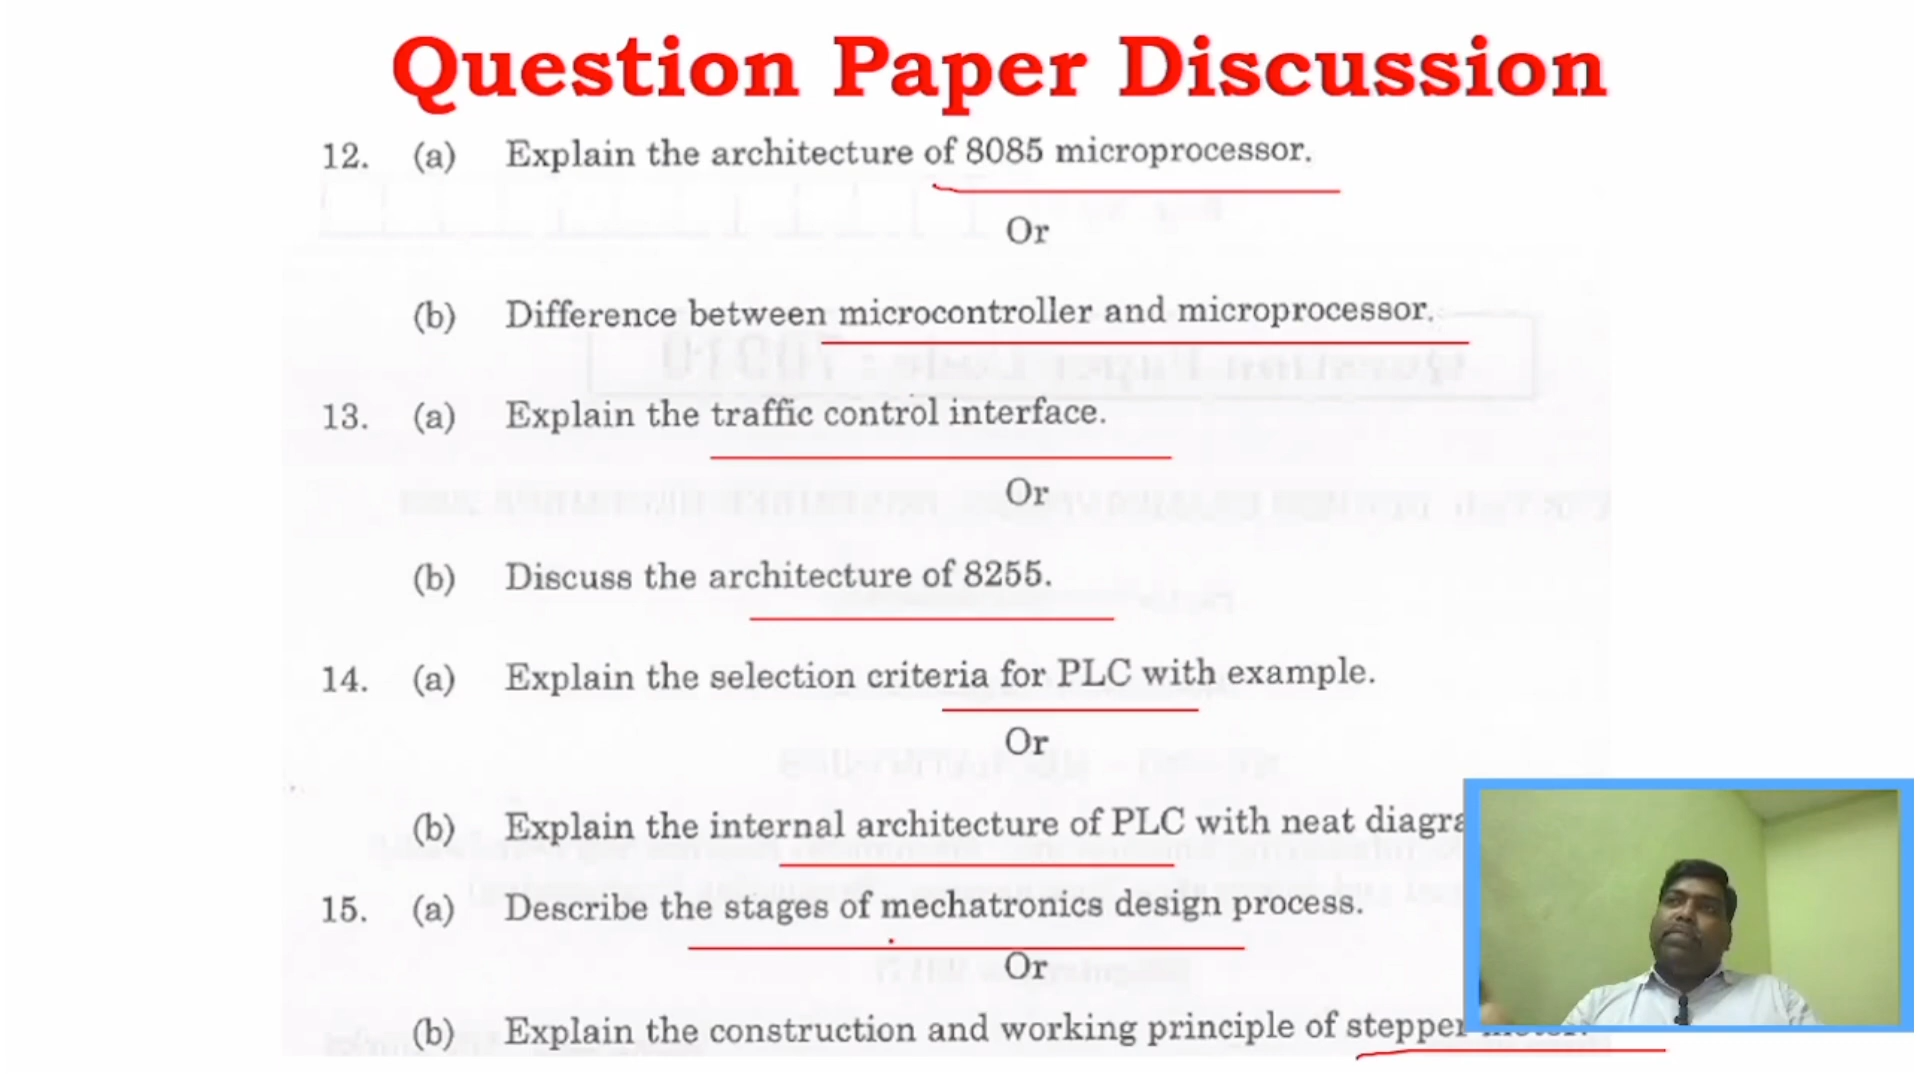 Question Paper Discussion
12. (a) Explain the architecture of 8085 microprocessor.
Or
(b) Difference between microcontroller and microprocessor.
13. (a) Explain the traffic control interface.
Or
(b) Discuss the architecture of 8255.
14. (a) Explain the selection criteria for PLC with example.
Or
(b) Explain the internal architecture of PLC with neat diagra
15. (a) Describe the stages of mechatronics design process.
Or
(b) Explain the construction and working principle of stepper